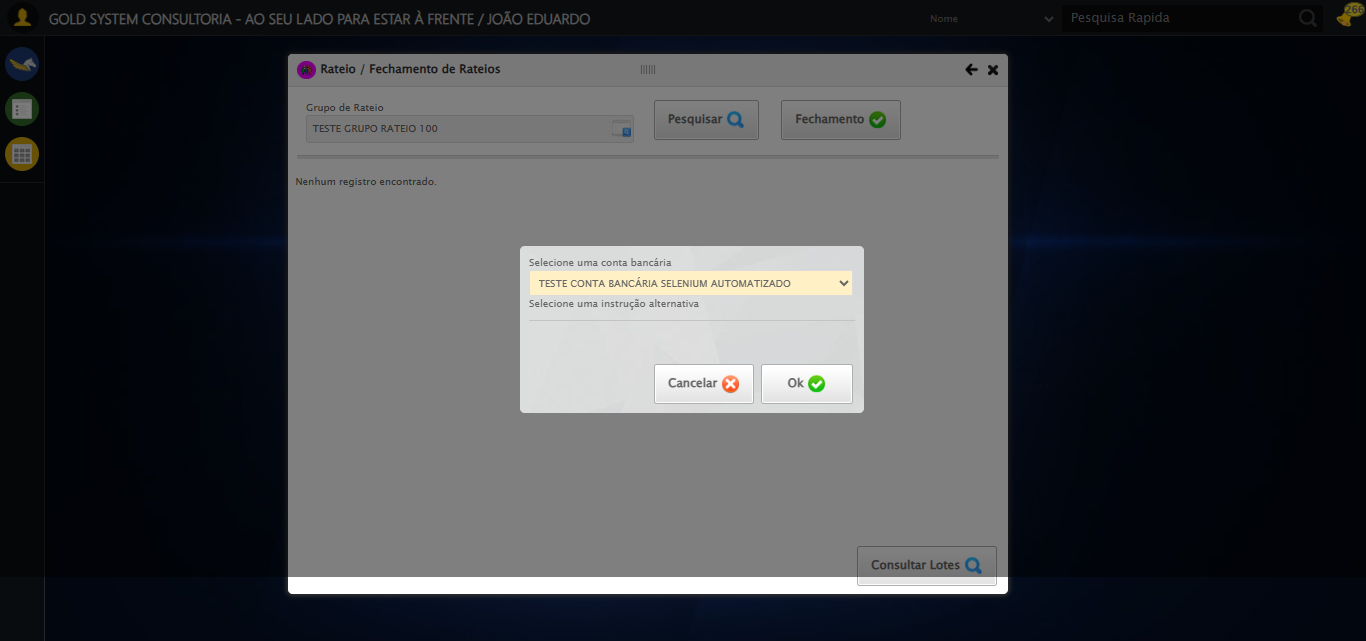 GOLD SYSTEM CONSULTORIA - AO SEU LADO PARA ESTAR À FRENTE / JOÃO EDUARDO
Nome
Pesquisa Rapida
266
Rateio / Fechamento de Rateios
Grupo de Rateio
TESTE GRUPO RATEIO 100
Pesquisar
Fechamento
Nenhum registro encontrado.
Selecione uma conta bancária
TESTE CONTA BANCÁRIA SELENIUM AUTOMATIZADO
Selecione uma instrução alternativa
Cancelar
Ok
Consultar Lotes